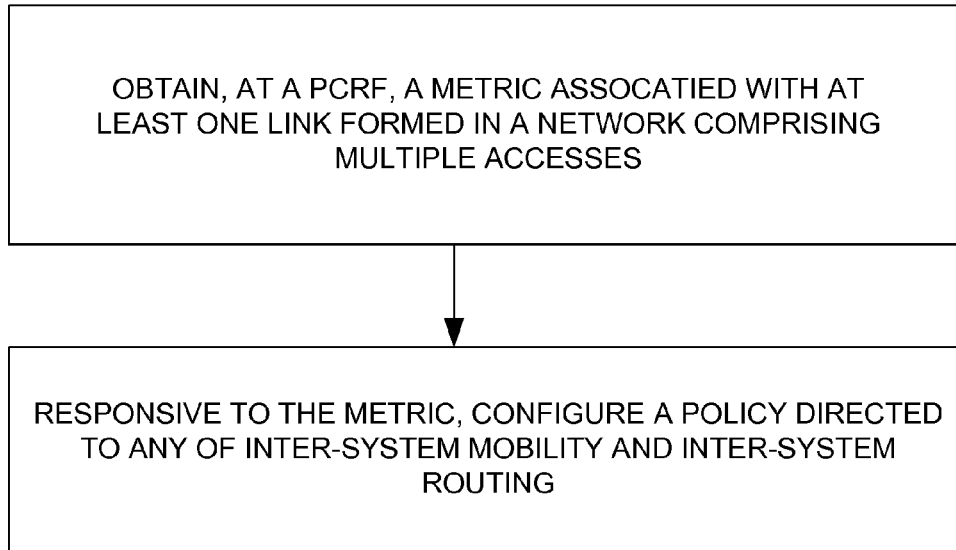 OBTAIN, AT A PCRF, A METRIC ASSOCATIED WITH AT
LEAST ONE LINK FORMED IN A NETWORK COMPRISING
MULTIPLE ACCESSES
RESPONSIVE TO THE METRIC, CONFIGURE A POLICY DIRECTED
TO ANY OF INTER-SYSTEM MOBILITY AND INTER-SYSTEM
ROUTING